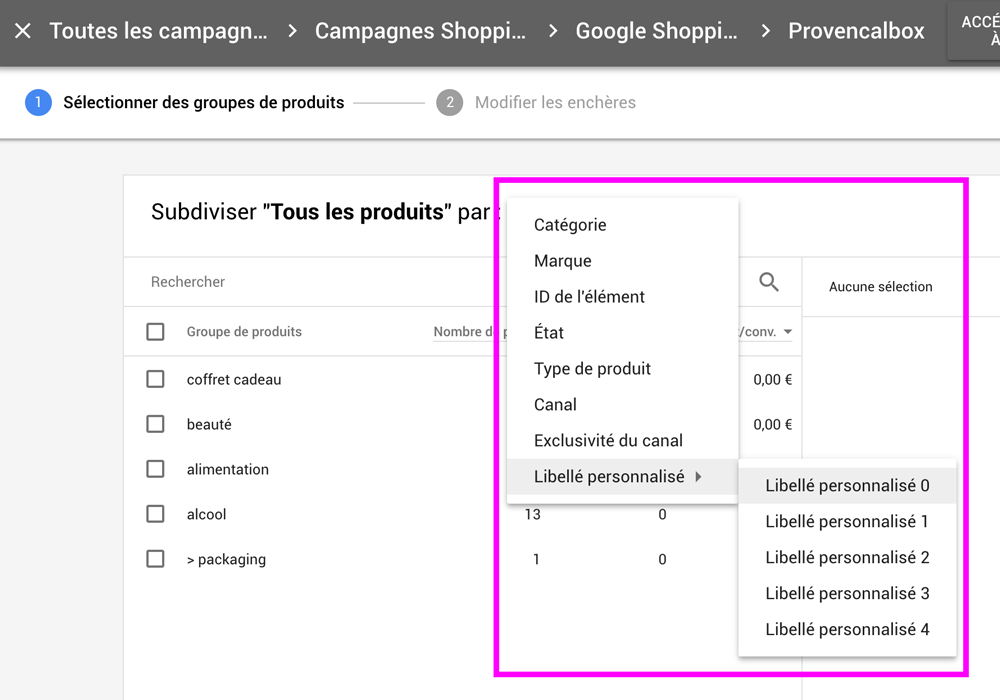 Toutes les campagn... > Campagnes Shoppi... > Google Shoppi... > Provencalbox
ACCÉ
À
1 Sélectionner des groupes de produits
2 Modifier les enchères
Subdiviser "Tous les produits" par
Rechercher
Aucune sélection
Groupe de produits
Nombre de p
/conv.
coffret cadeau 0,00 €
beauté 0,00 €
alimentation
alcool 13 0
> packaging 1 0
Catégorie
Marque
ID de l'élément
État
Type de produit
Canal
Exclusivité du canal
Libellé personnalisé
Libellé personnalisé 0
Libellé personnalisé 1
Libellé personnalisé 2
Libellé personnalisé 3
Libellé personnalisé 4